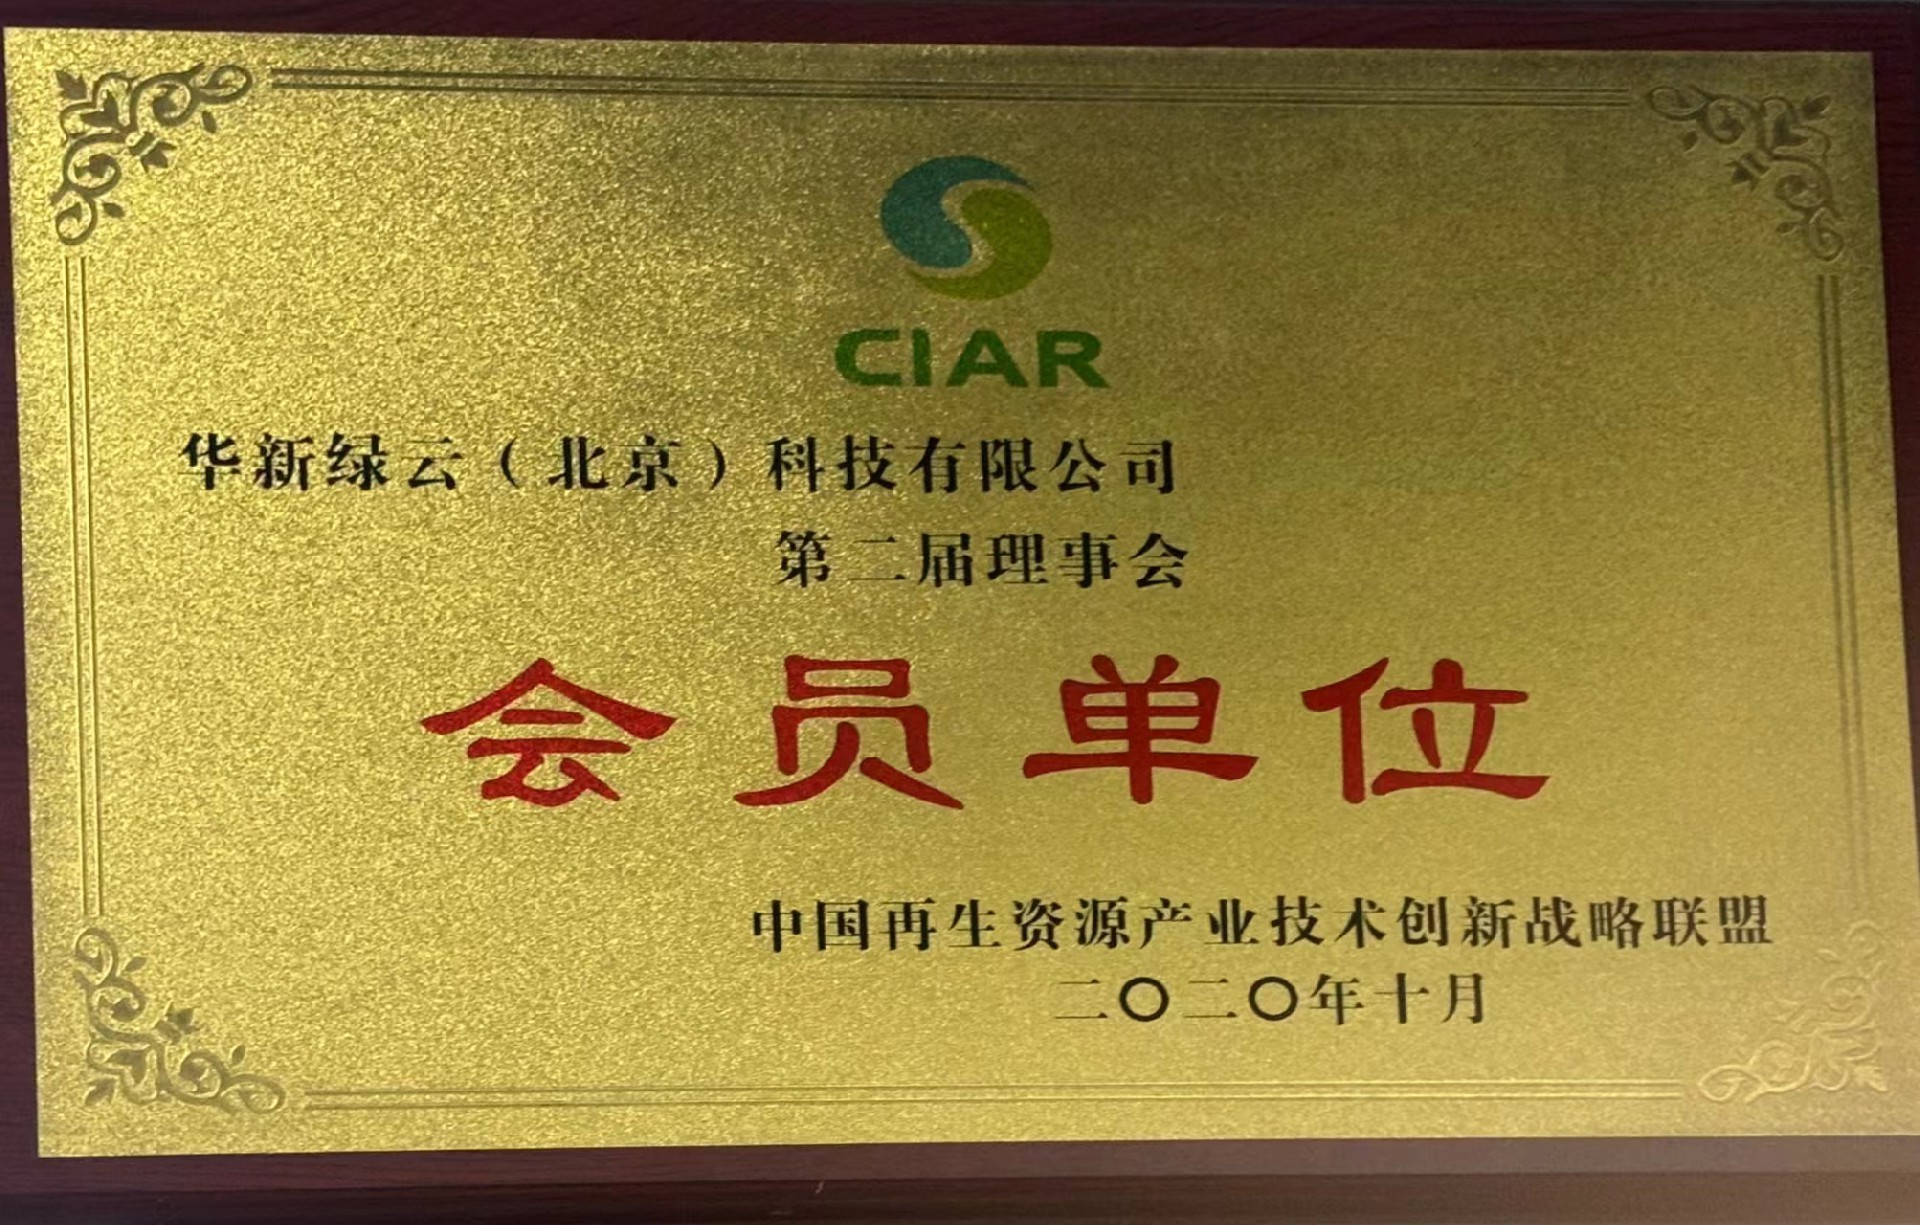 CIAR
华新绿云（北京）科技有限公司
第二届理事会
会员单位
中国再生资源产业技术创新战略联盟
二〇二〇年十月